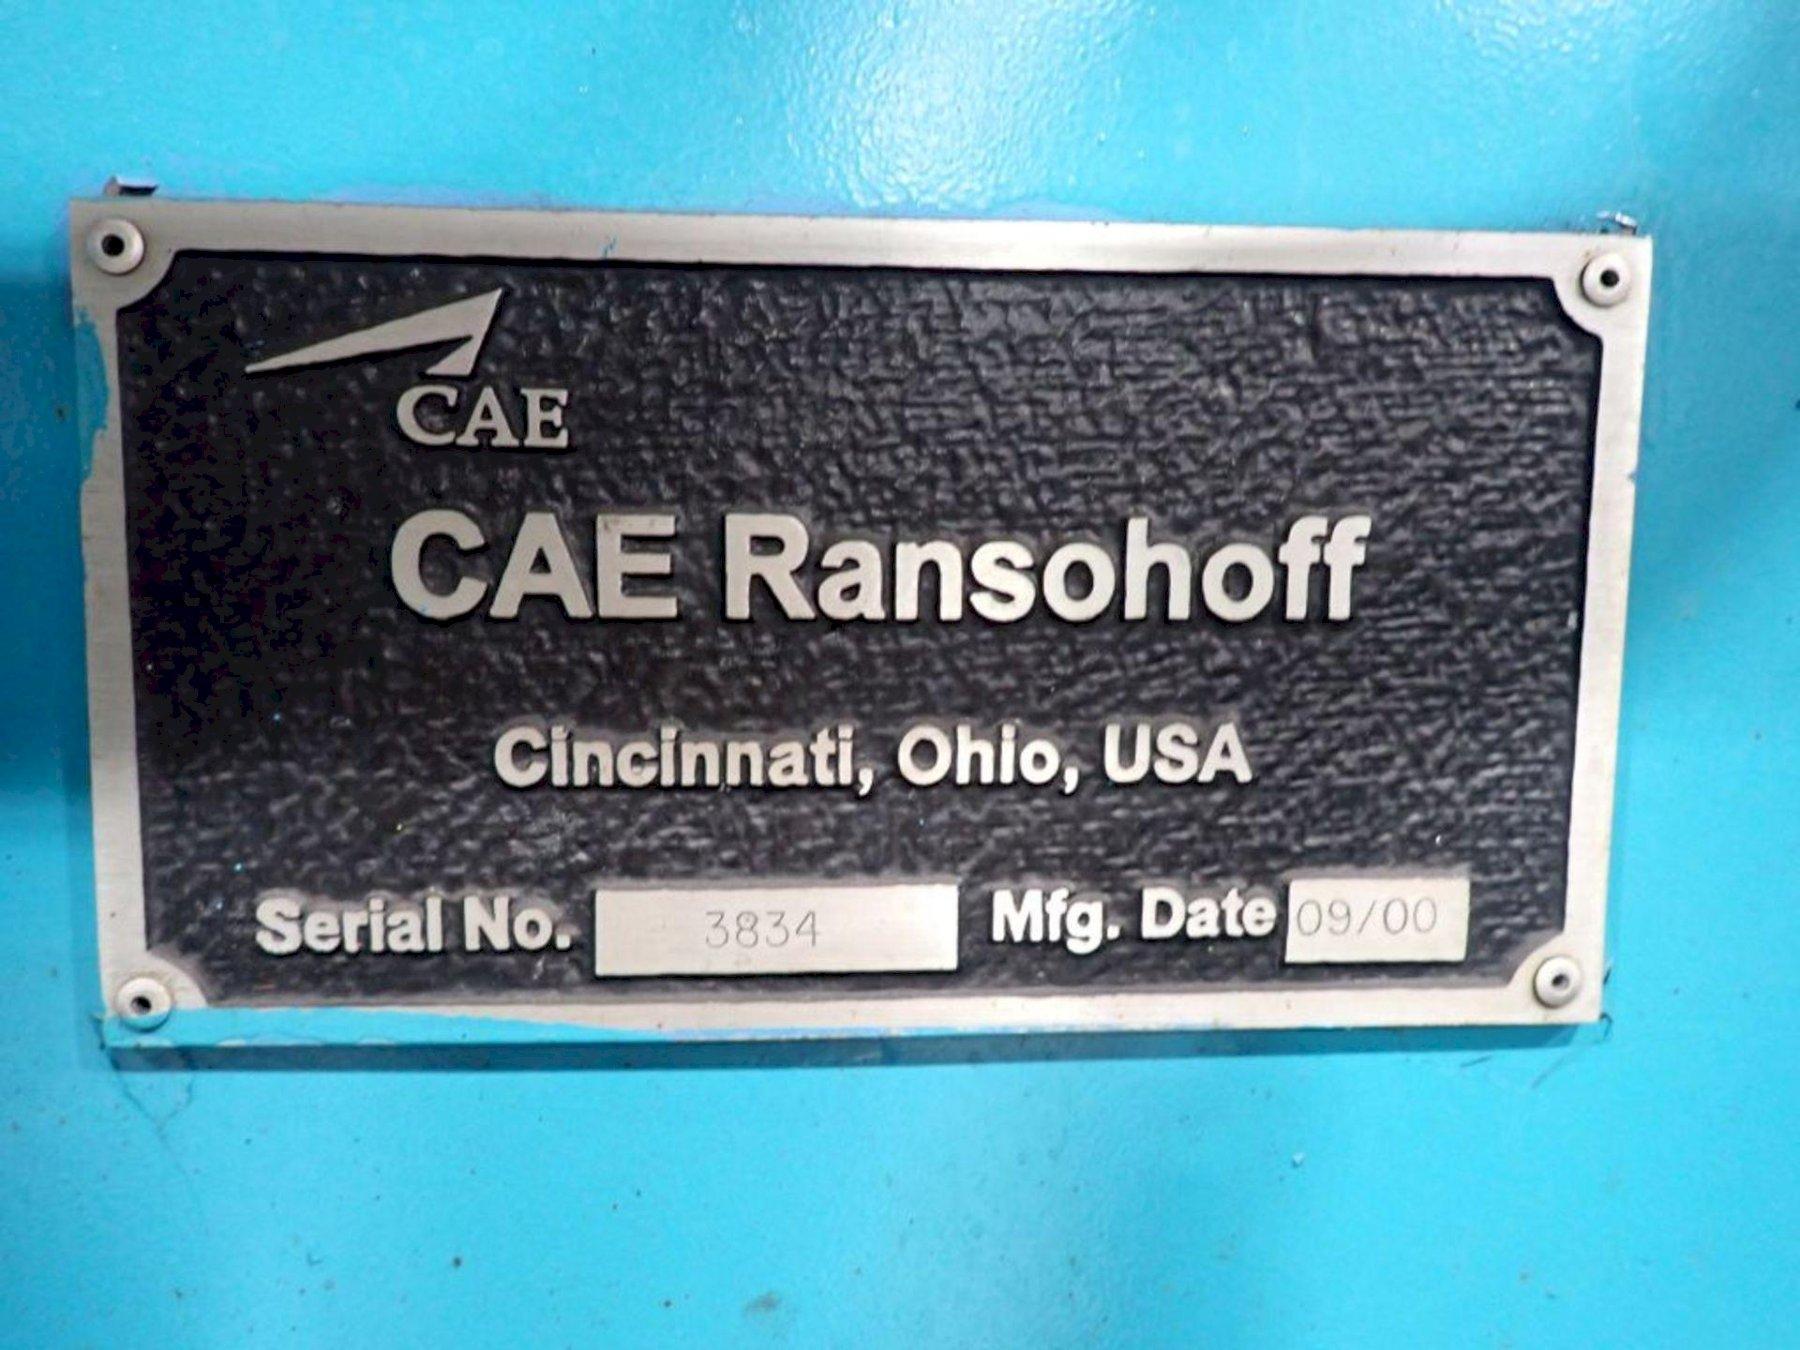 CAE
CAE Ransohoff
Cincinnati, Ohio, USA
Serial No. 3834 Mfg. Date 09/00